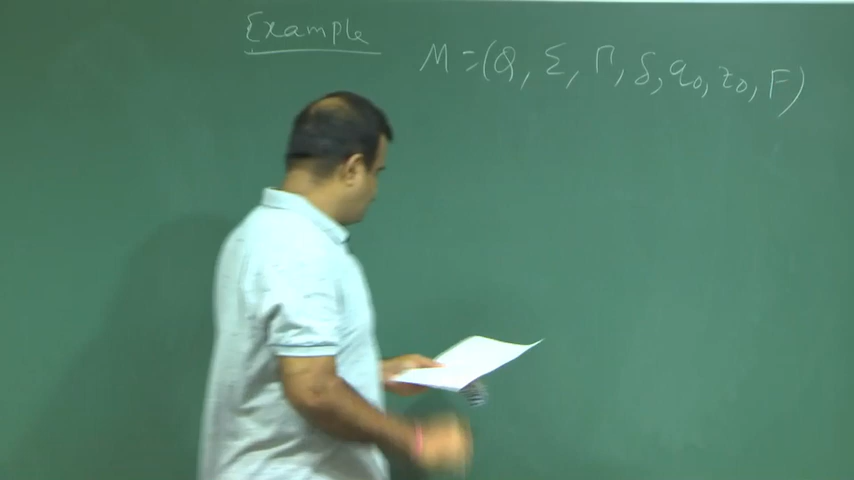 Example
M = (Q, Σ, Γ, δ, q₀, z₀, F)